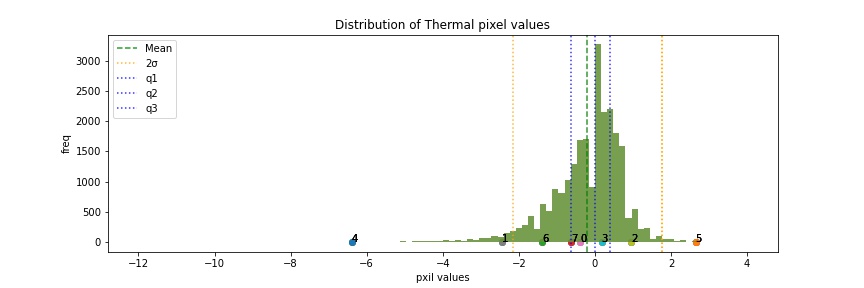 Distribution of Thermal pixel values
Mean
2σ
q1
q2
q3
freq
3000
2500
2000
1500
1000
500
0
4 1 6 7 0 3 2 5
−12 −10 −8 −6 −4 −2 0 2 4
pxil values